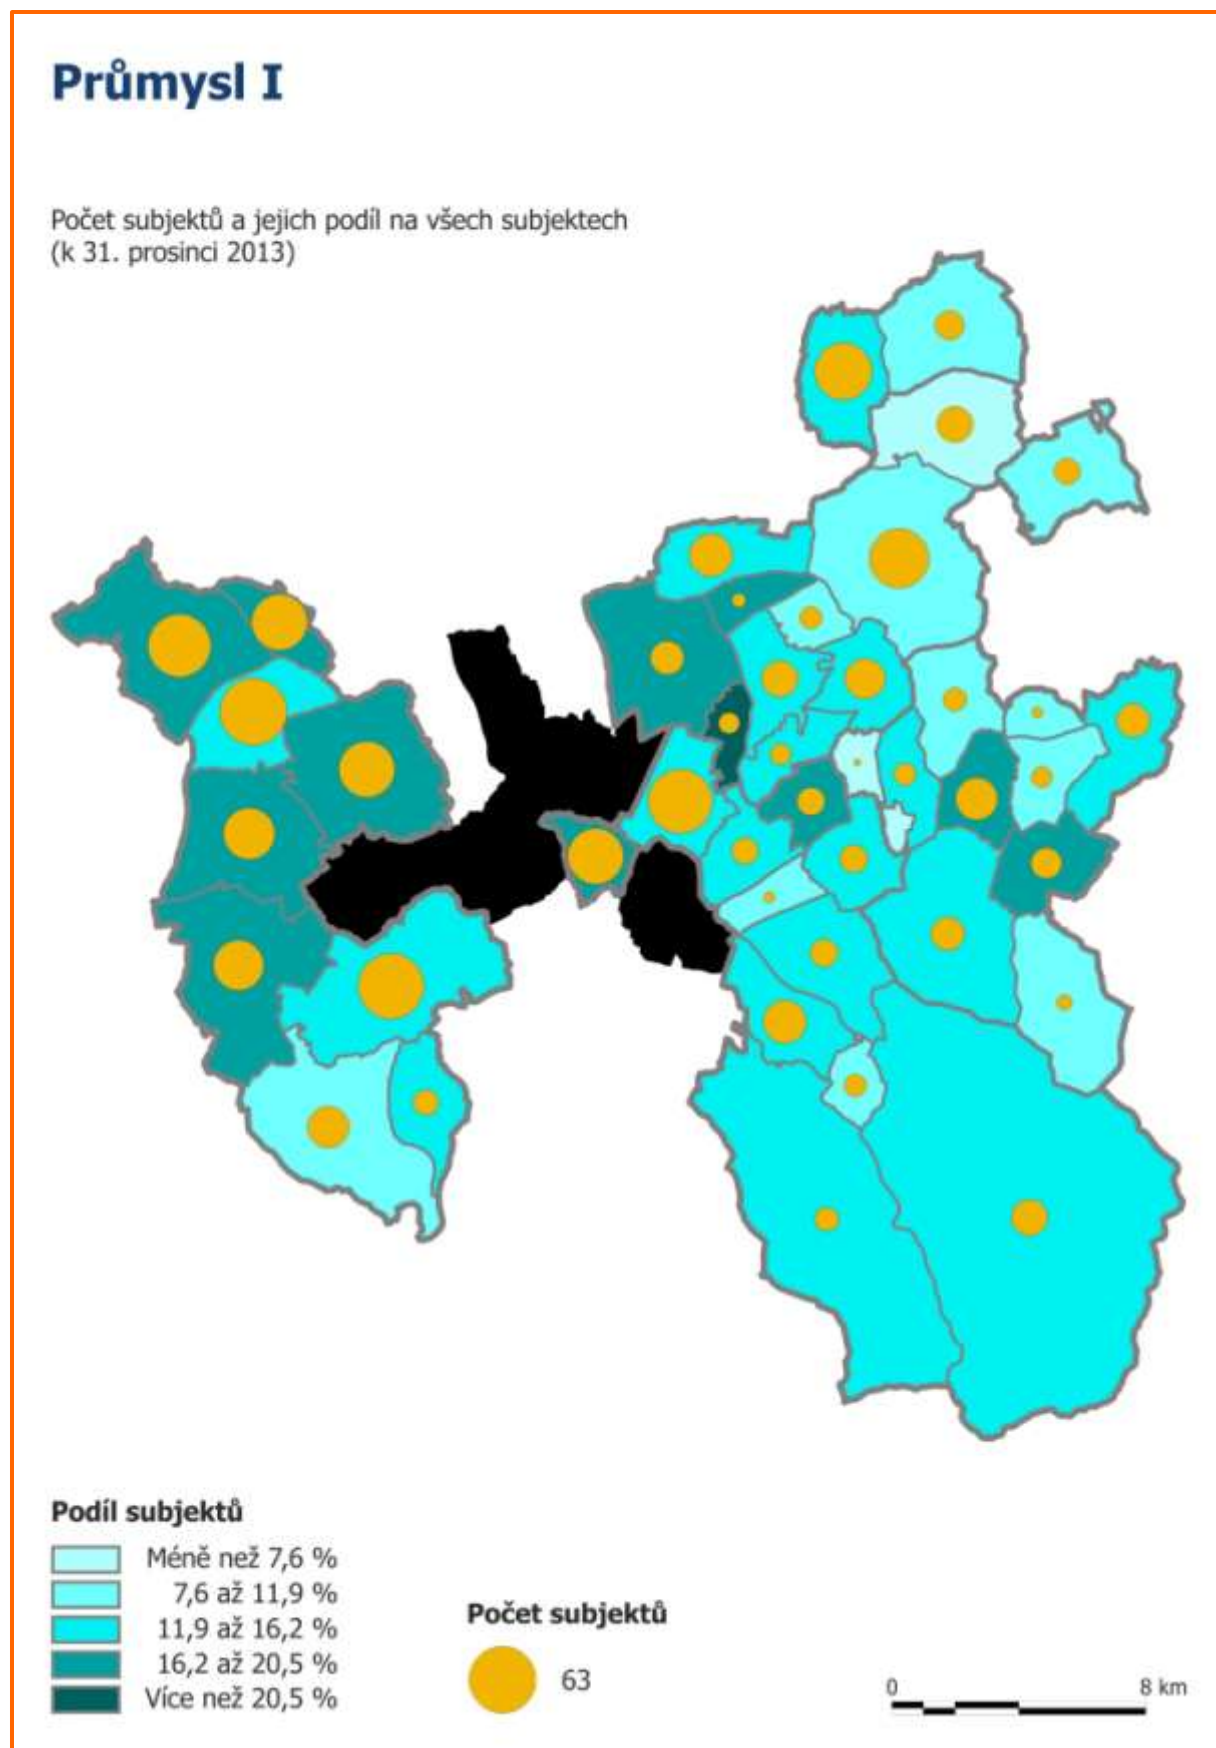 Průmysl I
Počet subjektů a jejich podíl na všech subjektech
(k 31. prosinci 2013)
Podíl subjektů
Méně než 7,6 %
7,6 až 11,9 %
11,9 až 16,2 %
16,2 až 20,5 %
Více než 20,5 %
Počet subjektů
63
0 8 km